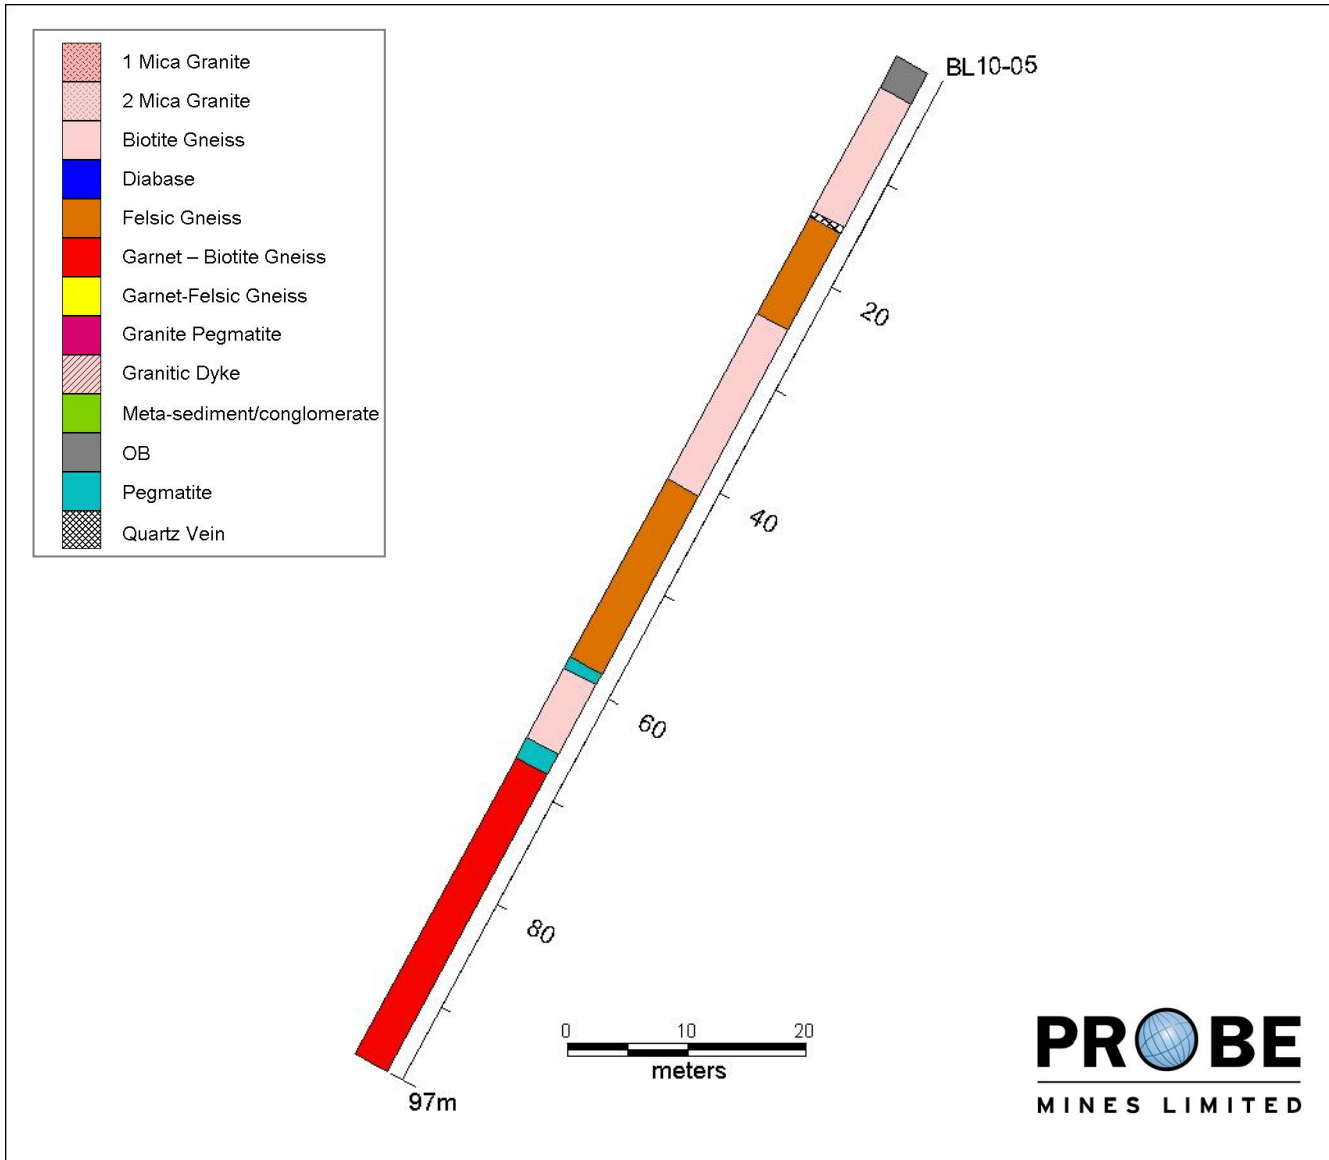 1 Mica Granite
2 Mica Granite
Biotite Gneiss
Diabase
Felsic Gneiss
Garnet – Biotite Gneiss
Garnet-Felsic Gneiss
Granite Pegmatite
Granitic Dyke
Meta-sediment/conglomerate
OB
Pegmatite
Quartz Vein
BL10-05
20
40
60
80
97m
0 10 20
meters
PROBE
MINES LIMITED